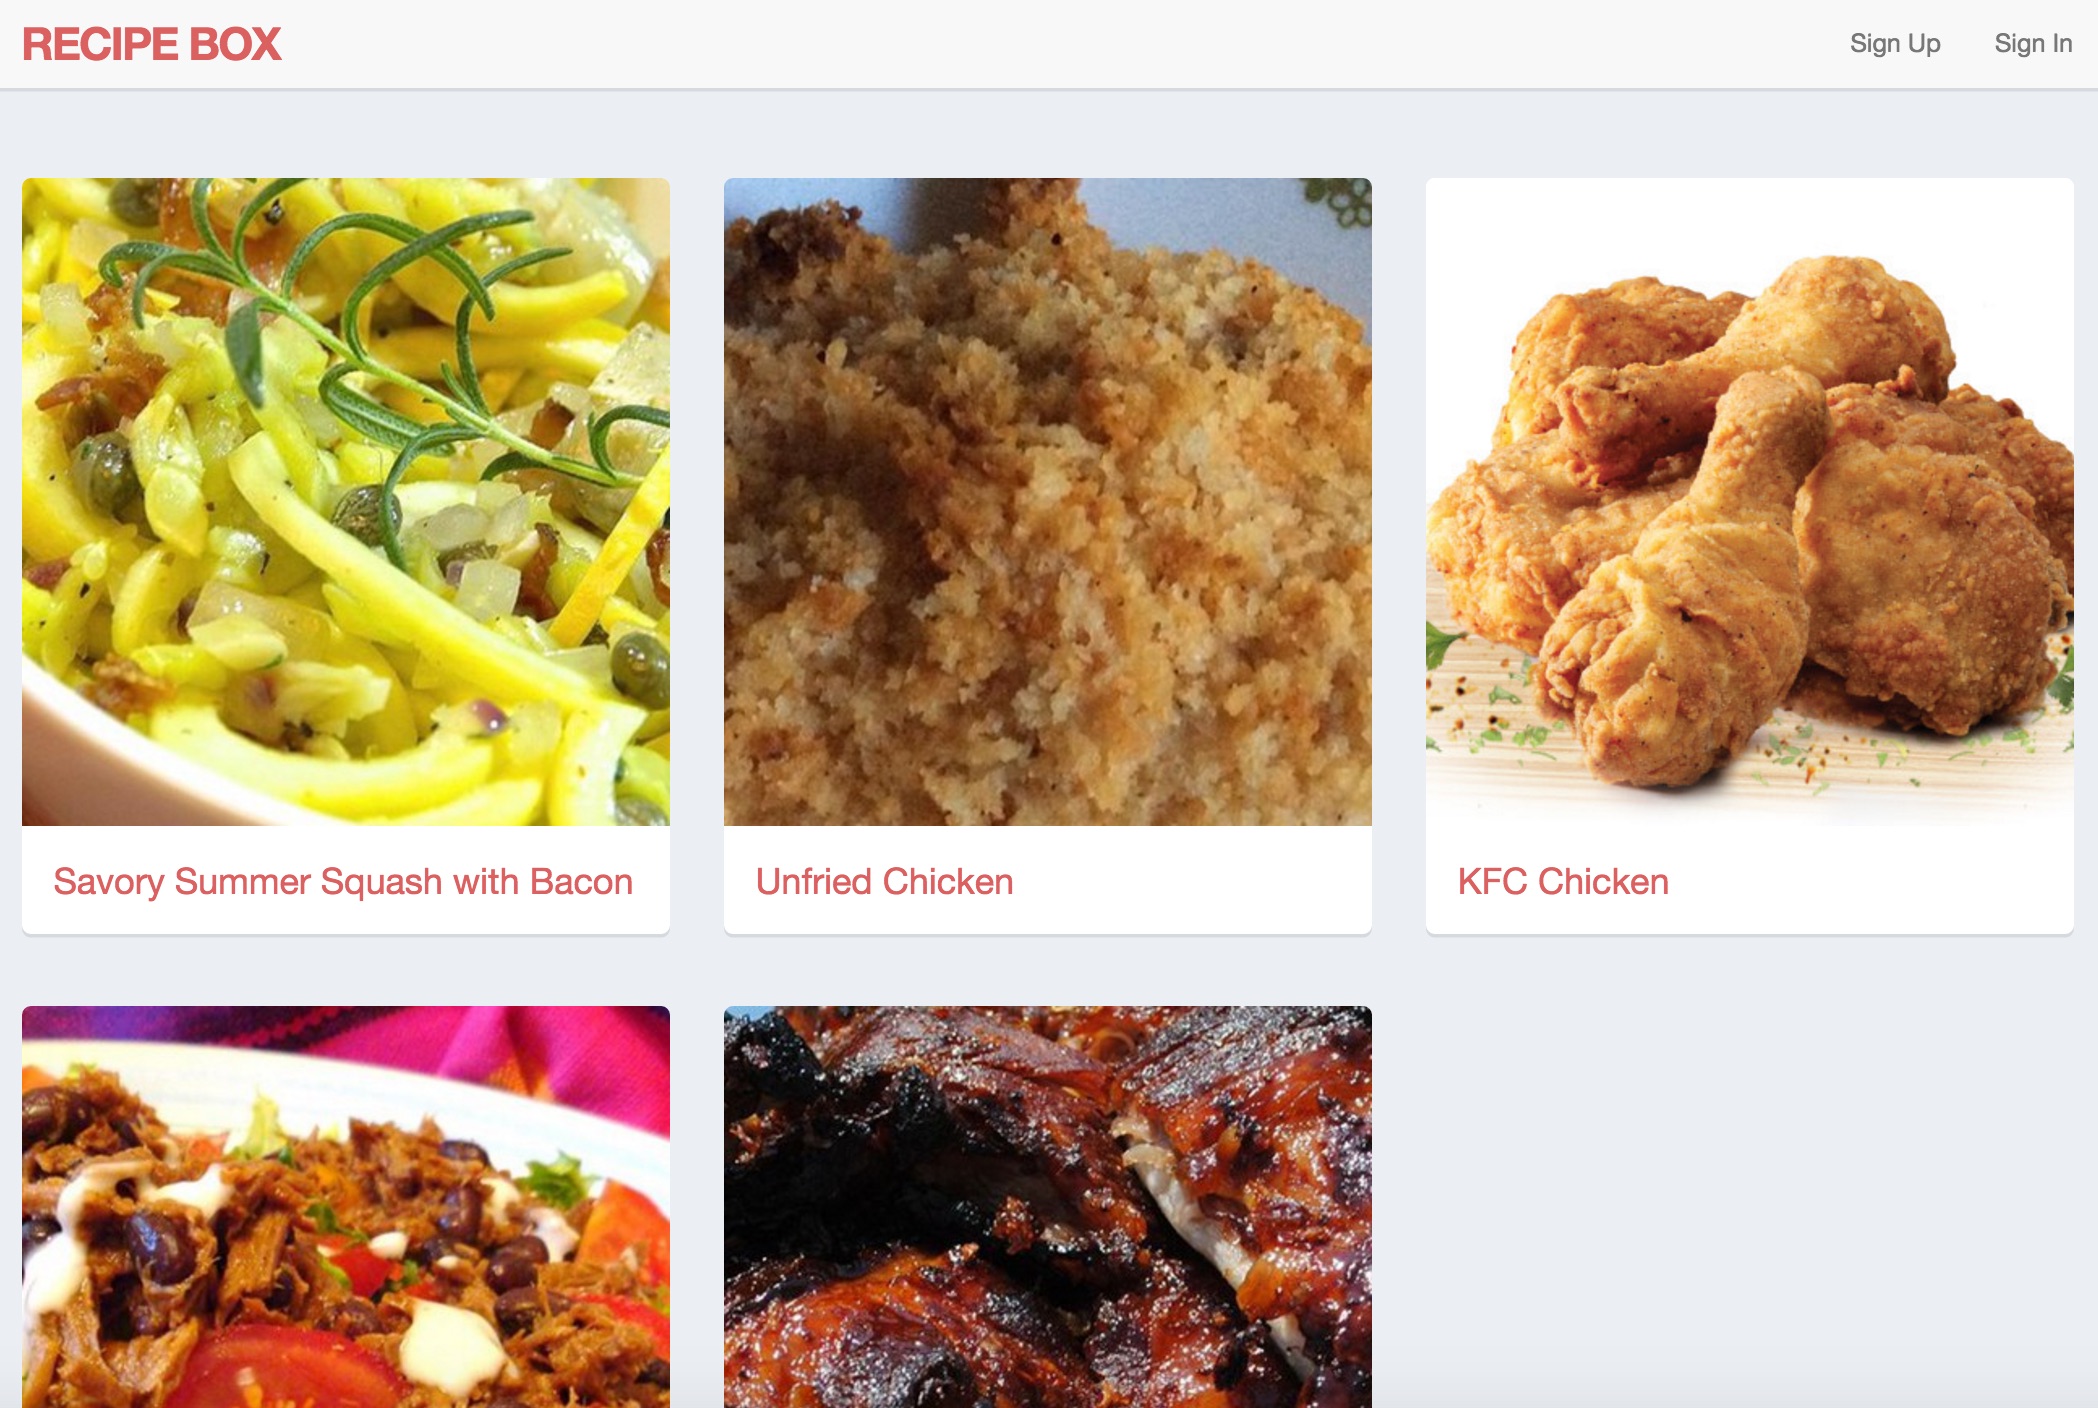 RECIPE BOX
Sign Up
Sign In
Savory Summer Squash with Bacon
Unfried Chicken
KFC Chicken